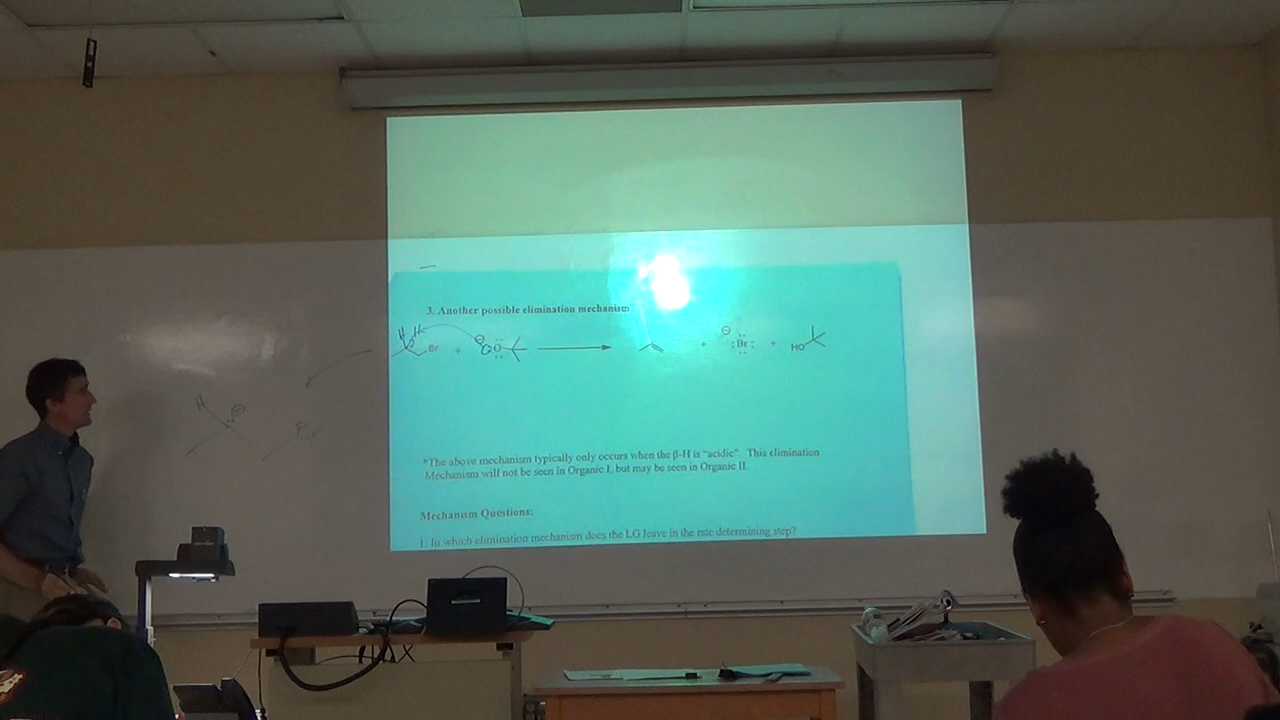 3. Another possible elimination mechanism
H H Br + ⊖ :O: ⟶ + ⊖ :Br: + HO
H ⊖ Br
*The above mechanism typically only occurs when the β-H is "acidic". This elimination
Mechanism will not be seen in Organic I, but may be seen in Organic II.
Mechanism Questions:
1. In which elimination mechanism does the LG leave in the rate determining step?